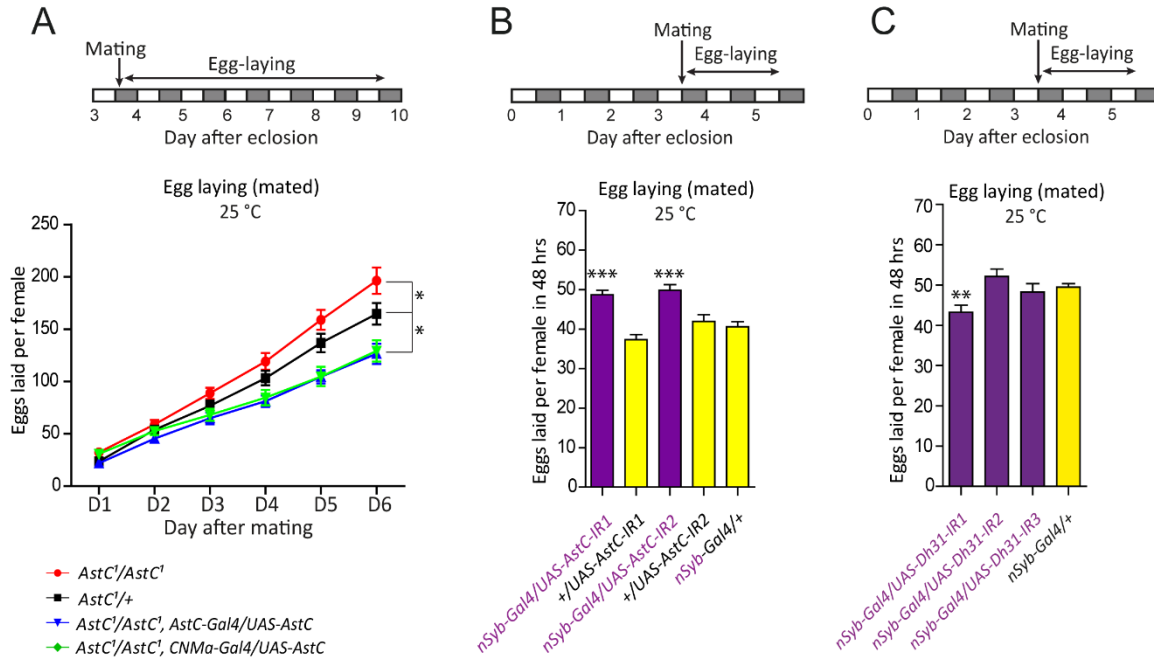 A
Mating
Egg-laying
3 4 5 6 7 8 9 10
Day after eclosion
Egg laying (mated)
25 °C
Eggs laid per female
250
200
150
100
50
0
*
*
D1 D2 D3 D4 D5 D6
Day after mating
AstC¹/AstC¹
AstC¹/+
AstC¹/AstC¹, AstC-Gal4/UAS-AstC
AstC¹/AstC¹, CNMa-Gal4/UAS-AstC
B
Mating
Egg-laying
0 1 2 3 4 5
Day after eclosion
Egg laying (mated)
25 °C
Eggs laid per female in 48 hrs
70
60
50
40
30
20
10
0
*** ***
nSyb-Gal4/UAS-AstC-IR1
+/UAS-AstC-IR1
nSyb-Gal4/UAS-AstC-IR2
+/UAS-AstC-IR2
nSyb-Gal4/+
C
Mating
Egg-laying
0 1 2 3 4 5
Day after eclosion
Egg laying (mated)
25 °C
Eggs laid per female in 48 hrs
70
60
50
40
30
20
10
0
**
nSyb-Gal4/UAS-Dh31-IR1
nSyb-Gal4/UAS-Dh31-IR2
nSyb-Gal4/UAS-Dh31-IR3
nSyb-Gal4/+